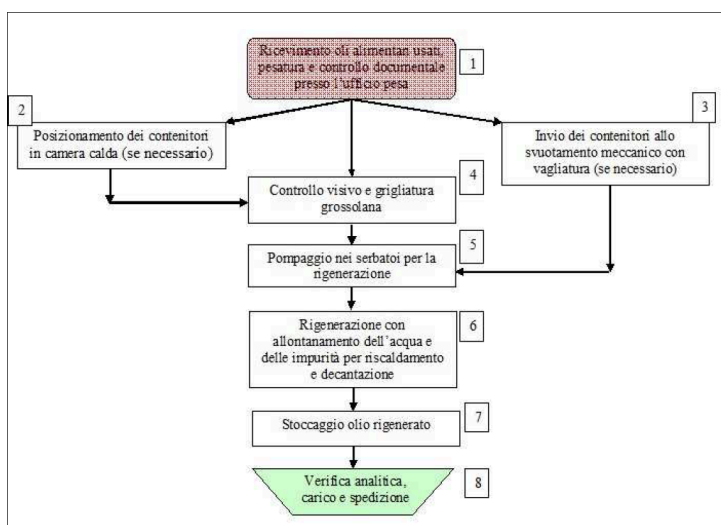 Ricevimento oli alimentari usati,
pesatura e controllo documentale
presso l'ufficio pesa
1
2
Posizionamento dei contenitori
in camera calda (se necessario)
3
Invio dei contenitori allo
svuotamento meccanico con
vagliatura (se necessario)
4
Controllo visivo e grigliatura
grossolana
5
Pompaggio nei serbatoi per la
rigenerazione
6
Rigenerazione con
allontanamento dell'acqua e
delle impurità per riscaldamento
e decantazione
7
Stoccaggio olio rigenerato
8
Verifica analitica,
carico e spedizione